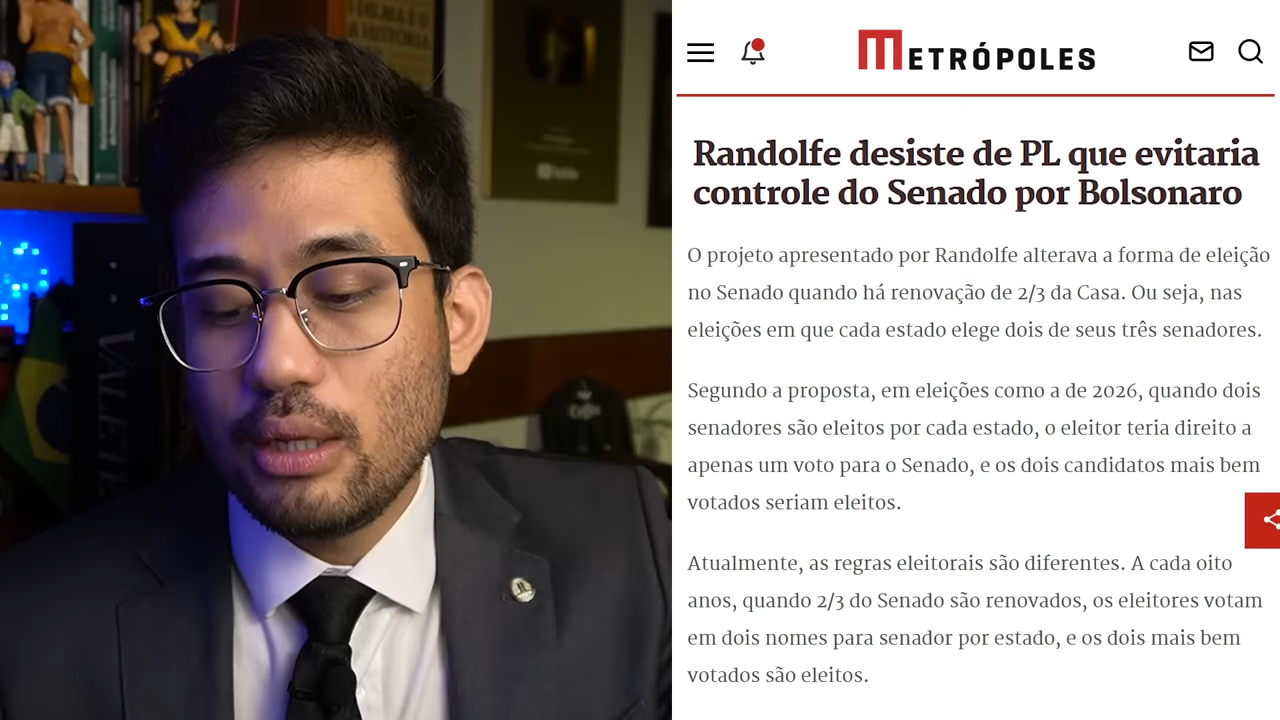 DILMA E O
A HISTÓRIA
YouTube
Coffee
METRÓPOLES
Randolfe desiste de PL que evitaria
controle do Senado por Bolsonaro
O projeto apresentado por Randolfe alterava a forma de eleição
no Senado quando há renovação de 2/3 da Casa. Ou seja, nas
eleições em que cada estado elege dois de seus três senadores.
Segundo a proposta, em eleições como a de 2026, quando dois
senadores são eleitos por cada estado, o eleitor teria direito a
apenas um voto para o Senado, e os dois candidatos mais bem
votados seriam eleitos.
Atualmente, as regras eleitorais são diferentes. A cada oito
anos, quando 2/3 do Senado são renovados, os eleitores votam
em dois nomes para senador por estado, e os dois mais bem
votados são eleitos.